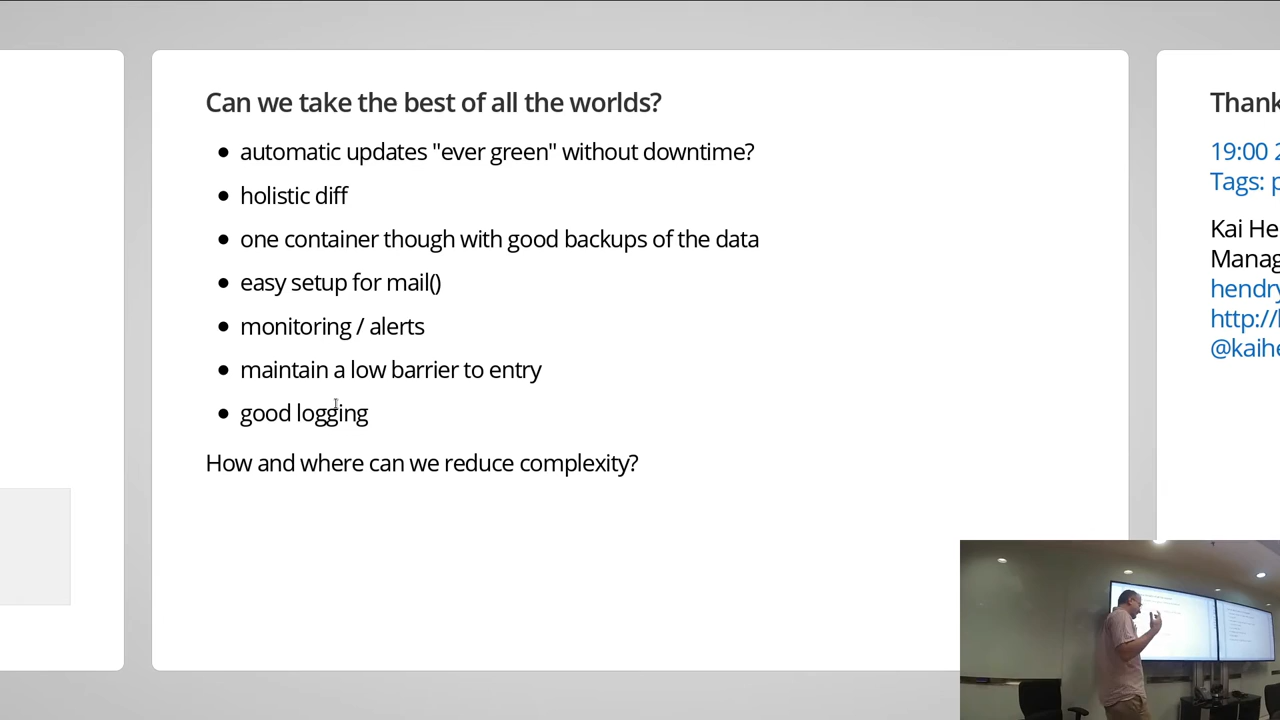 Can we take the best of all the worlds?
automatic updates "ever green" without downtime?
holistic diff
one container though with good backups of the data
easy setup for mail()
monitoring / alerts
maintain a low barrier to entry
good logging
How and where can we reduce complexity?
Thank
19:00 2
Tags: p
Kai He
Manag
hendry
http://
@kaihe